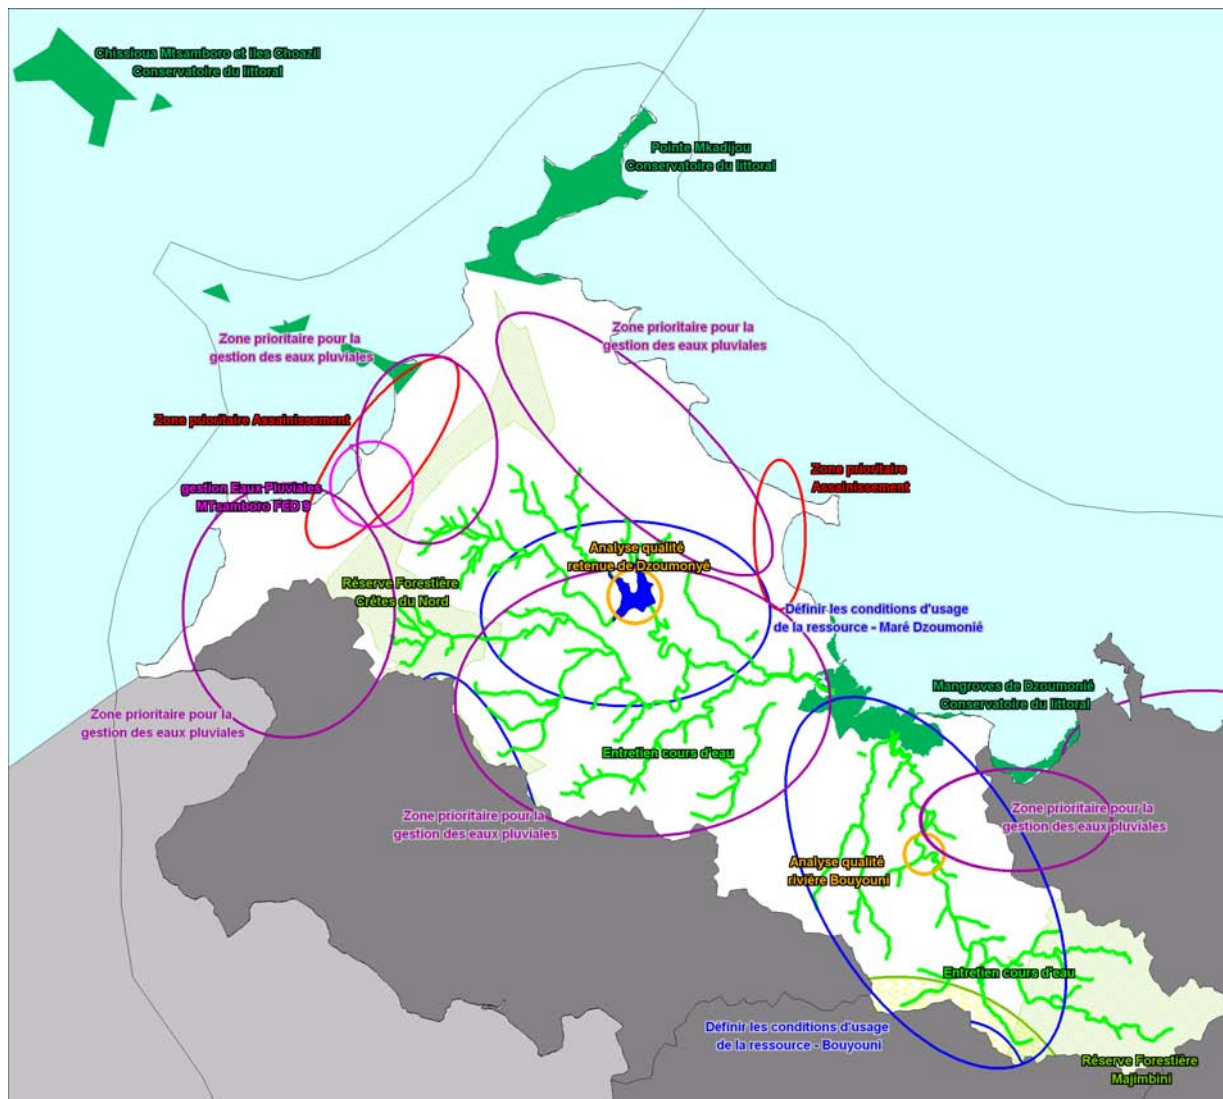 Chissioua Mtsamboro et iles Choazil
Conservatoire du littoral
Pointe Mkadijou
Conservatoire du littoral
Zone prioritaire pour la
gestion des eaux pluviales
Zone prioritaire pour la
gestion des eaux pluviales
Zone prioritaire Assainissement
Zone prioritaire
Assainissement
gestion Eaux Pluviales
MTsamboro FED 9
Analyse qualité
retenue de Dzoumonyé
Réserve Forestière
Crêtes du Nord
Définir les conditions d'usage
de la ressource - Maré Dzoumonié
Mangroves de Dzoumonié
Conservatoire du littoral
Zone prioritaire pour la
gestion des eaux pluviales
Entretien cours d'eau
Zone prioritaire pour la
gestion des eaux pluviales
Zone prioritaire pour la
gestion des eaux pluviales
Analyse qualité
rivière Bouyouni
Entretien cours d'eau
Définir les conditions d'usage
de la ressource - Bouyouni
Réserve Forestière
Majimbini